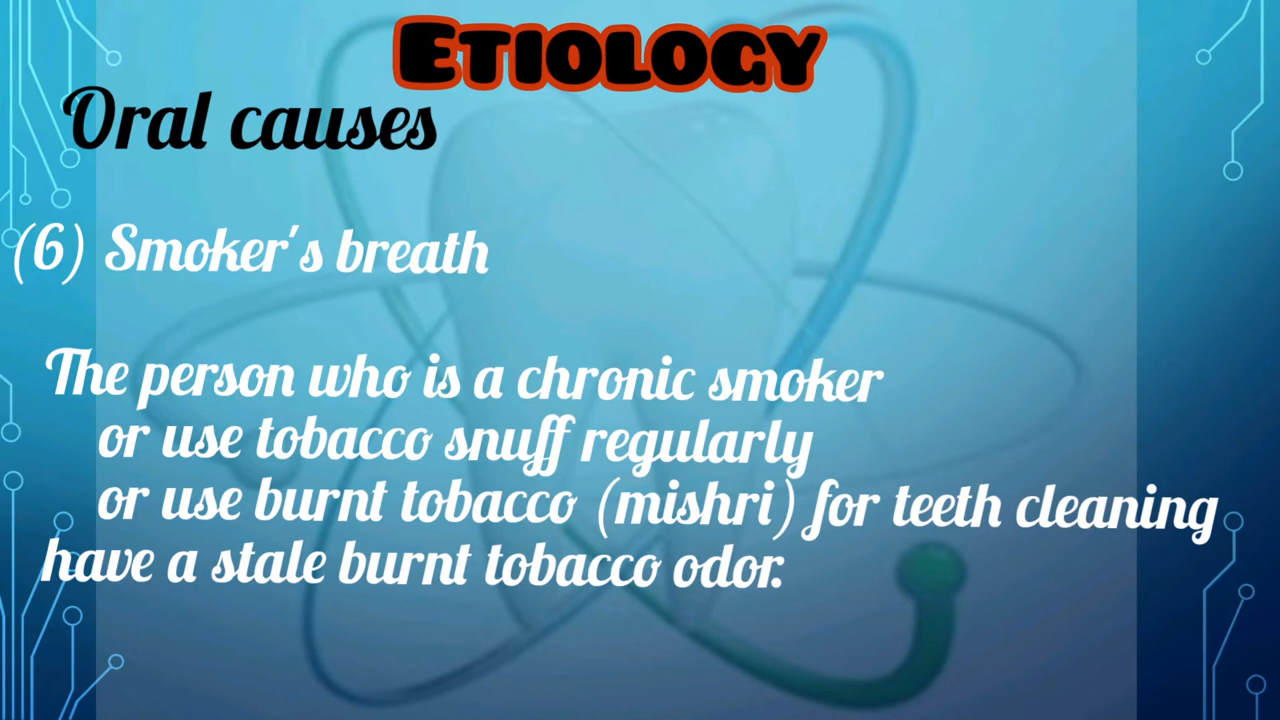 ETIOLOGY
Oral causes
(6) Smoker's breath
The person who is a chronic smoker
or use tobacco snuff regularly
or use burnt tobacco (mishri) for teeth cleaning
have a stale burnt tobacco odor.